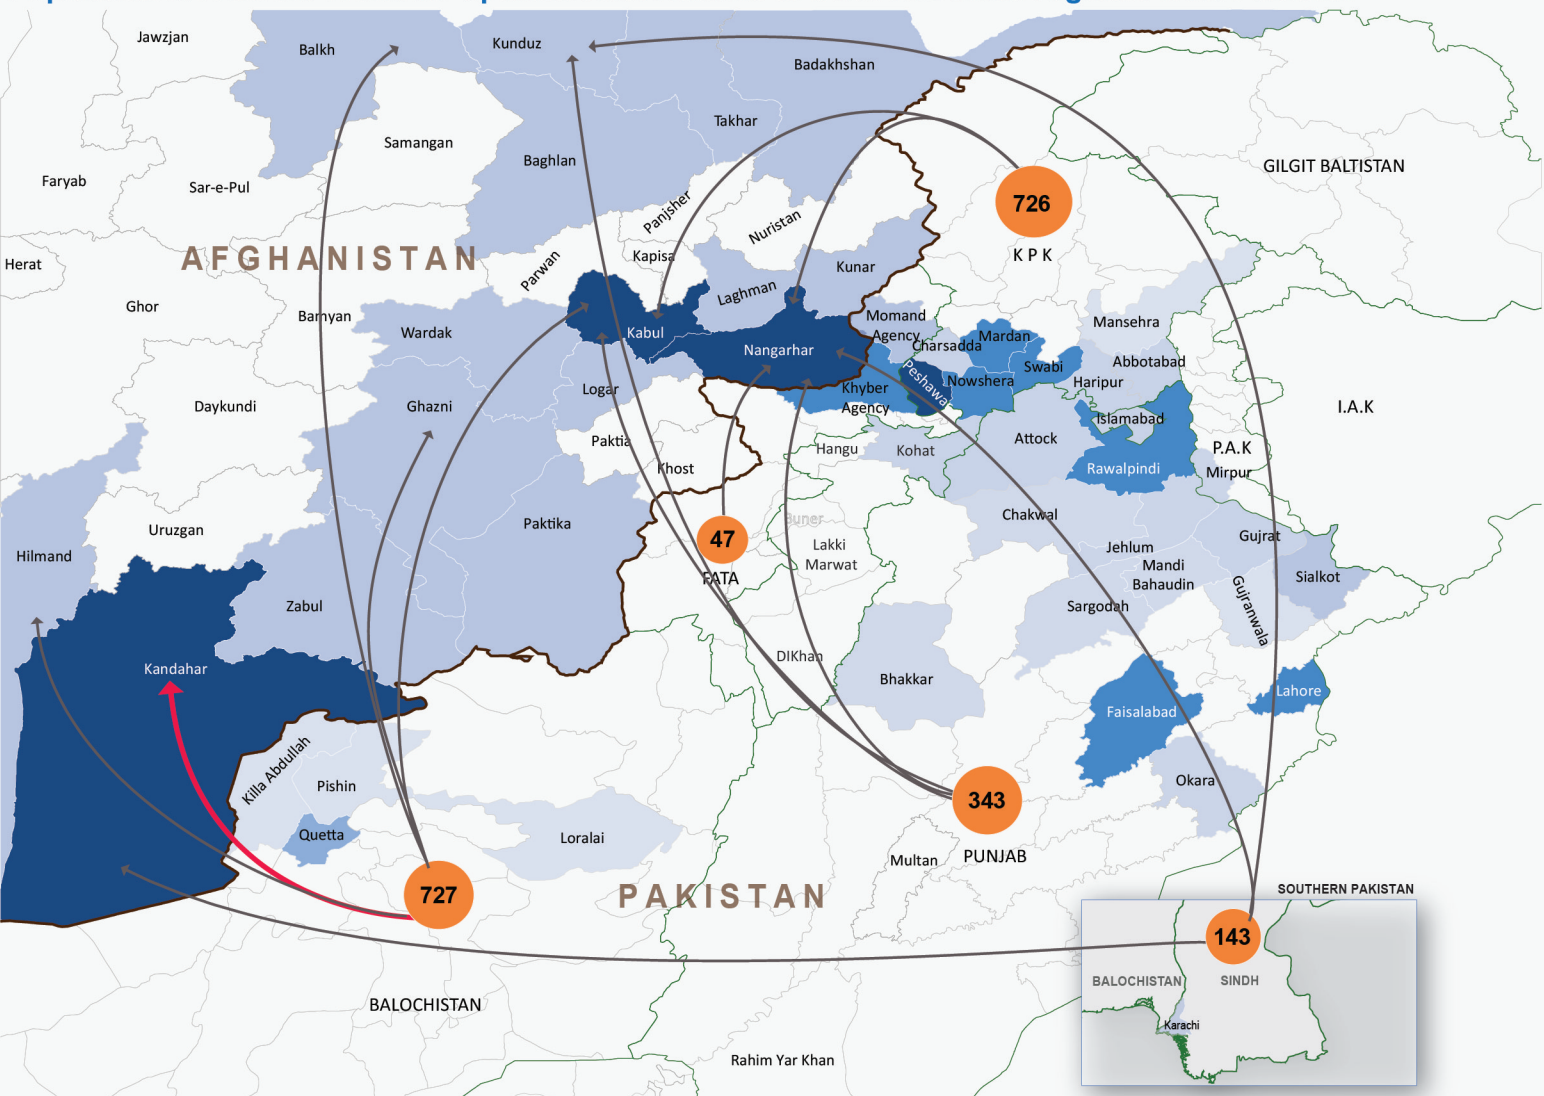 Jawzjan
Balkh
Kunduz
Badakhshan
Takhar
Samangan
Baghlan
GILGIT BALTISTAN
Faryab
Sar-e-Pul
726
Panjsher
Nuristan
AFGHANISTAN
Herat
Parwan
Kapisa
KPK
Kunar
Laghman
Ghor
Bamyan
Wardak
Kabul
Momand
Agency
Mansehra
Nangarhar
Charsadda
Mardan
Abbotabad
Swabi
Peshawa
Nowshera
Haripur
Logar
Khyber
Agency
Daykundi
Ghazni
I.A.K
Islamabad
Paktia
Hangu
Kohat
Attock
P.A.K
Khost
Rawalpindi
Mirpur
Chakwal
Buner
Uruzgan
Paktika
47
Lakki
Marwat
Gujrat
Hilmand
Jehlum
Mandi
Bahaudin
FATA
Sialkot
Zabul
Sargodah
Gujranwala
Kandahar
DIKhan
Bhakkar
Lahore
Faisalabad
Killa Abdullah
Pishin
Okara
343
Quetta
Loralai
Multan
PUNJAB
727
PAKISTAN
SOUTHERN PAKISTAN
143
BALOCHISTAN
SINDH
BALOCHISTAN
Karachi
Rahim Yar Khan